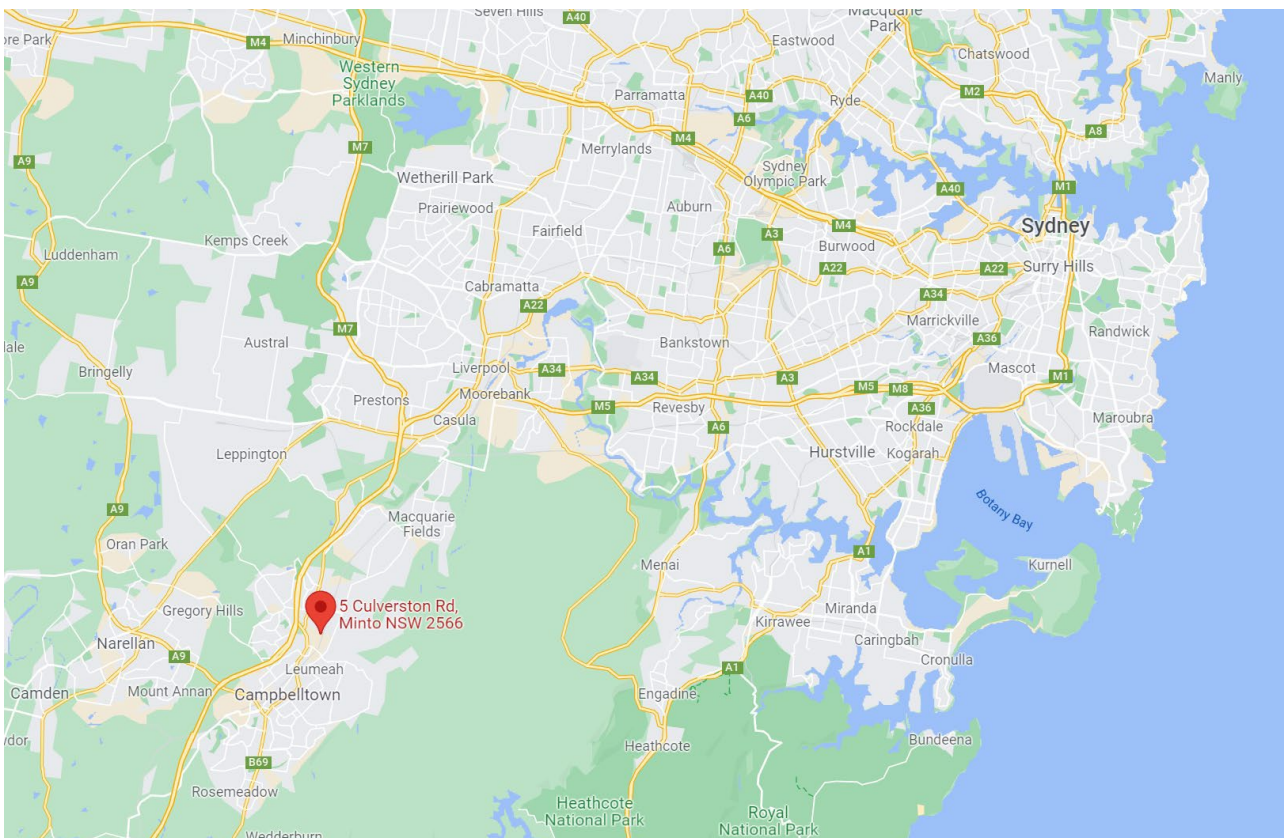 Seven Hills
A40
Macquarie
Park
ore Park
M4
Minchinbury
Eastwood
Chatswood
Western
Sydney
Parklands
Manly
Parramatta
A40
M2
Ryde
A6
A8
M4
M7
Merrylands
A9
Sydney
Olympic Park
Wetherill Park
A40
M1
Prairiewood
Auburn
Sydney
Fairfield
A3
M4
Kemps Creek
A6
Burwood
Luddenham
A22
A22
Surry Hills
A9
Cabramatta
A34
A22
Marrickville
M7
Randwick
Austral
A36
Bankstown
Liverpool
Mascot
Bringelly
A34
A34
A3
M1
Moorebank
M5
M8
Prestons
M5
Revesby
A36
Casula
Maroubra
A6
Rockdale
Leppington
Hurstville
Kogarah
Botany Bay
A9
Macquarie
Fields
Oran Park
A1
Menai
Kurnell
Gregory Hills
5 Culverston Rd,
Minto NSW 2566
Miranda
Kirrawee
Narellan
Caringbah
A9
Cronulla
Leumeah
A1
Camden
Mount Annan
Campbelltown
Engadine
wdor
Heathcote
Bundeena
B69
Rosemeadow
Heathcote
National Park
Royal
National Park
Wedderburn